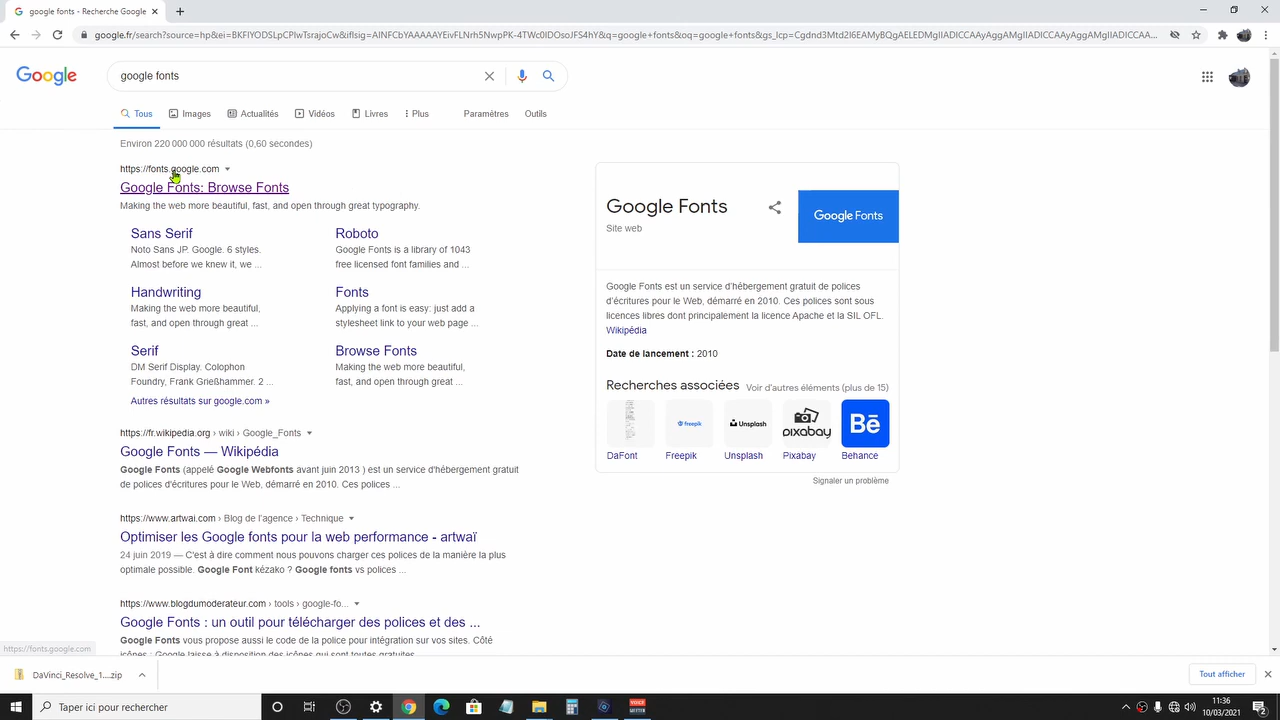 google fonts - Recherche Google
google.fr/search?source=hp&ei=BKFIYODSLpCPlwTsrajoCw&iflsig=AINFCbYAAAAAYEivFLNrh5NwpPK-4TWc0IDOsoJFS4hY&q=google+fonts&oq=google+fonts&gs_lcp=Cgdnd3Mtd2l6EAMyBQgAELEDMgIIADICCAAyAggAMgIIADICCAAyAggAMgIIADICCAAyAggAMgIIADICCAA...
Google
google fonts
Tous Images Actualités Vidéos Livres Plus Paramètres Outils
Environ 220 000 000 résultats (0,60 secondes)
https://fonts.google.com
Google Fonts: Browse Fonts
Making the web more beautiful, fast, and open through great typography.
Sans Serif
Noto Sans JP. Google. 6 styles.
Almost before we knew it, we ...
Roboto
Google Fonts is a library of 1043
free licensed font families and ...
Handwriting
Making the web more beautiful,
fast, and open through great ...
Fonts
Applying a font is easy: just add a
stylesheet link to your web page ...
Serif
DM Serif Display. Colophon
Foundry, Frank Grießhammer. 2 ...
Browse Fonts
Making the web more beautiful,
fast, and open through great ...
Autres résultats sur google.com »
https://fr.wikipedia.org › wiki › Google_Fonts
Google Fonts — Wikipédia
Google Fonts (appelé Google Webfonts avant juin 2013 ) est un service d'hébergement gratuit
de polices d'écritures pour le Web, démarré en 2010. Ces polices ...
https://www.artwai.com › Blog de l'agence › Technique
Optimiser les Google fonts pour la web performance - artwaï
24 juin 2019 — C'est à dire comment nous pouvons charger ces polices de la manière la plus
optimale possible. Google Font kézako ? Google fonts vs polices ...
https://www.blogdumoderateur.com › tools › google-fo...
Google Fonts : un outil pour télécharger des polices et des ...
Google Fonts vous propose aussi le code de la police pour intégration sur vos sites. Côté
icônes : Google laisse à disposition des icônes qui sont toutes gratuites.
Google Fonts
Site web
Google Fonts
Google Fonts est un service d'hébergement gratuit de polices
d'écritures pour le Web, démarré en 2010. Ces polices sont sous
licences libres dont principalement la licence Apache et la SIL OFL.
Wikipédia
Date de lancement : 2010
Recherches associées Voir d'autres éléments (plus de 15)
freepik Unsplash pixabay Bē
DaFont Freepik Unsplash Pixabay Behance
Signaler un problème
https://fonts.google.com
DaVinci_Resolve_1....zip
Tout afficher
Taper ici pour rechercher
11:36
10/03/2021
2